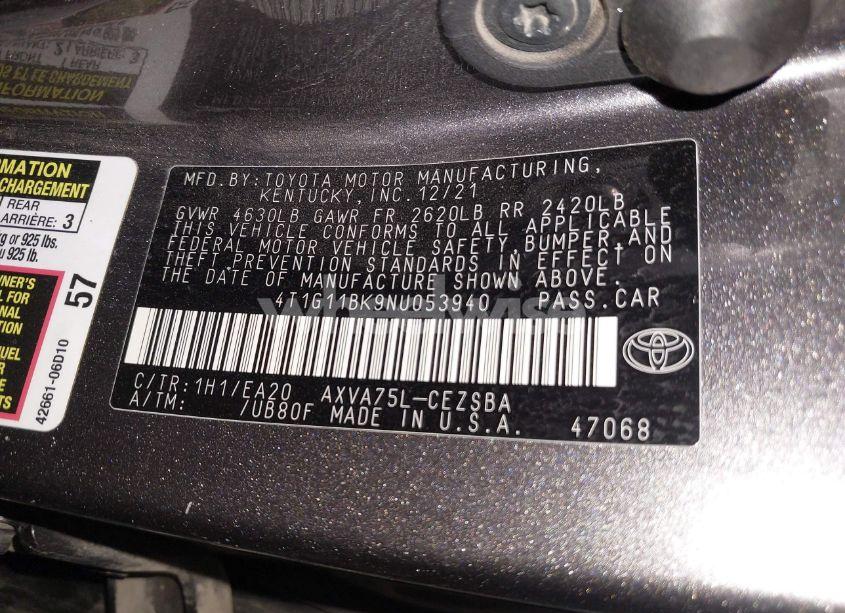 ORMATION
CHARGEMENT
REAR
ARRIÈRE: 3
kg or 925 lbs.
u 925 lb.
57
42661-06D10
MFD.BY:TOYOTA MOTOR MANUFACTURING,
KENTUCKY, INC. 12/21
GVWR 4630LB GAWR FR 2620LB RR 2420LB
THIS VEHICLE CONFORMS TO ALL APPLICABLE
FEDERAL MOTOR VEHICLE SAFETY,BUMPER,AND
THEFT PREVENTION STANDARDS IN EFFECT ON
THE DATE OF MANUFACTURE SHOWN ABOVE.
4T1G11BK9NU053940 PASS.CAR
C/TR: 1H1/EA20 AXVA75L-CEZSBA
A/TM: /UB80F MADE IN U.S.A. 47068